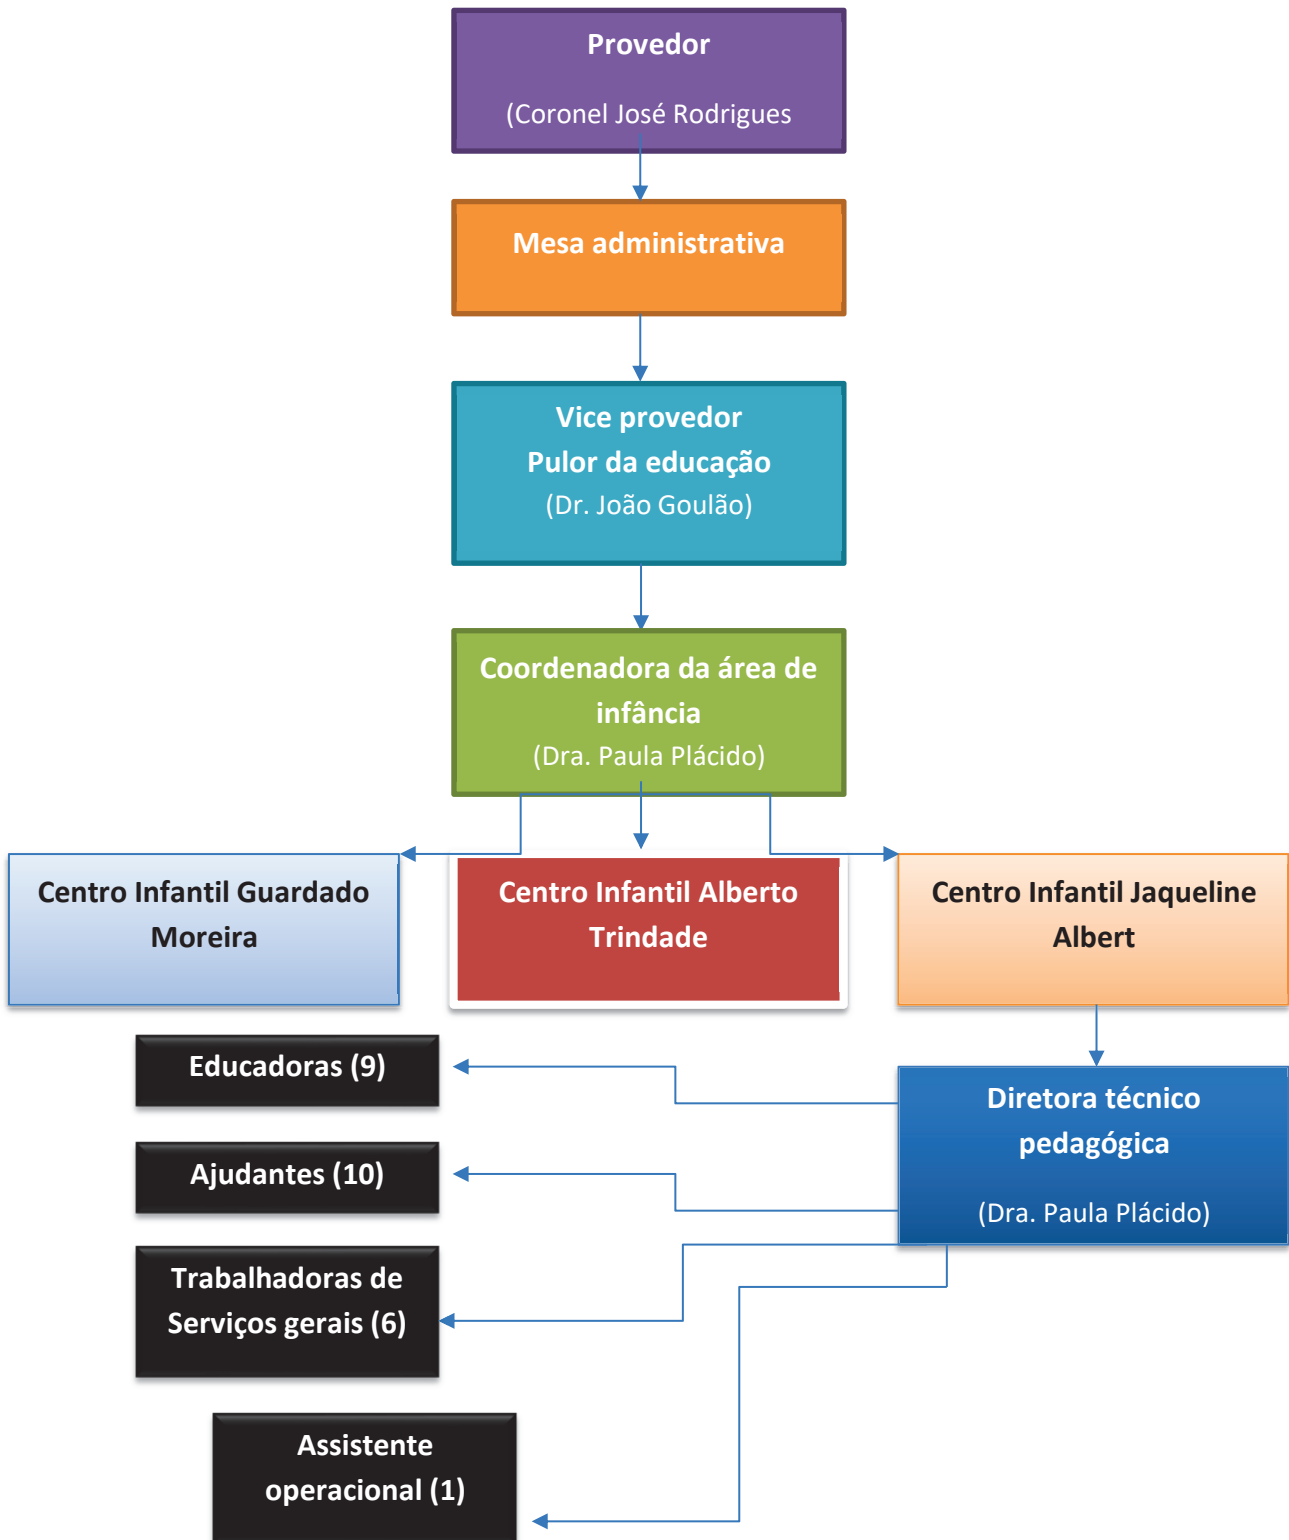 Provedor
(Coronel José Rodrigues
Mesa administrativa
Vice provedor
Pulor da educação
(Dr. João Goulão)
Coordenadora da área de
infância
(Dra. Paula Plácido)
Centro Infantil Guardado
Moreira
Centro Infantil Alberto
Trindade
Centro Infantil Jaqueline
Albert
Educadoras (9)
Ajudantes (10)
Trabalhadoras de
Serviços gerais (6)
Assistente
operacional (1)
Diretora técnico
pedagógica
(Dra. Paula Plácido)